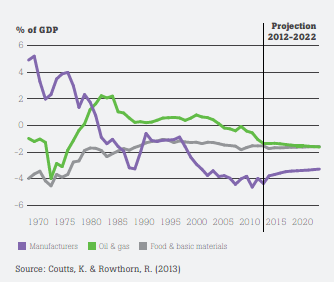 % of GDP
Projection
2012-2022
6
4
2
0
-2
-4
-6
1970 1975 1980 1985 1990 1995 2000 2005 2010 2015 2020
Manufacturers Oil & gas Food & basic materials
Source: Coutts, K. & Rowthorn, R. (2013)